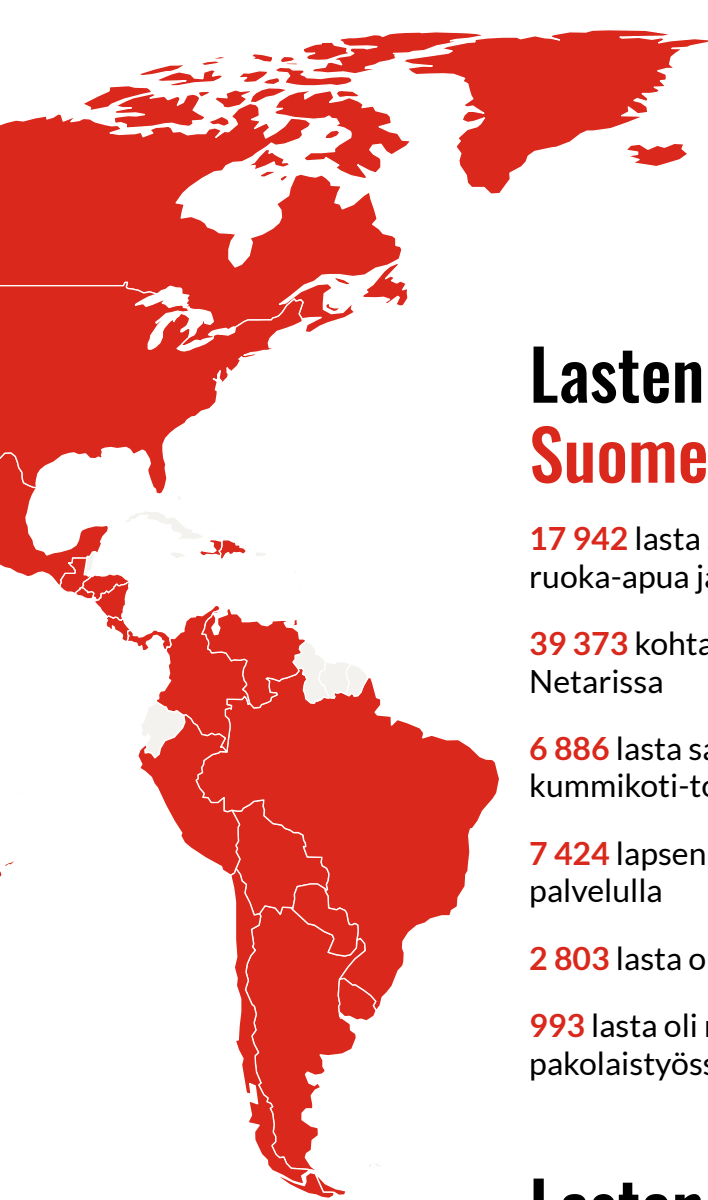 Lasten
Suome
17 942 lasta
ruoka-apua ja
39 373 kohta
Netarissa
6 886 lasta sa
kummikoti-to
7 424 lapsen
palvelulla
2 803 lasta o
993 lasta oli
pakolaistyöss
Lasten